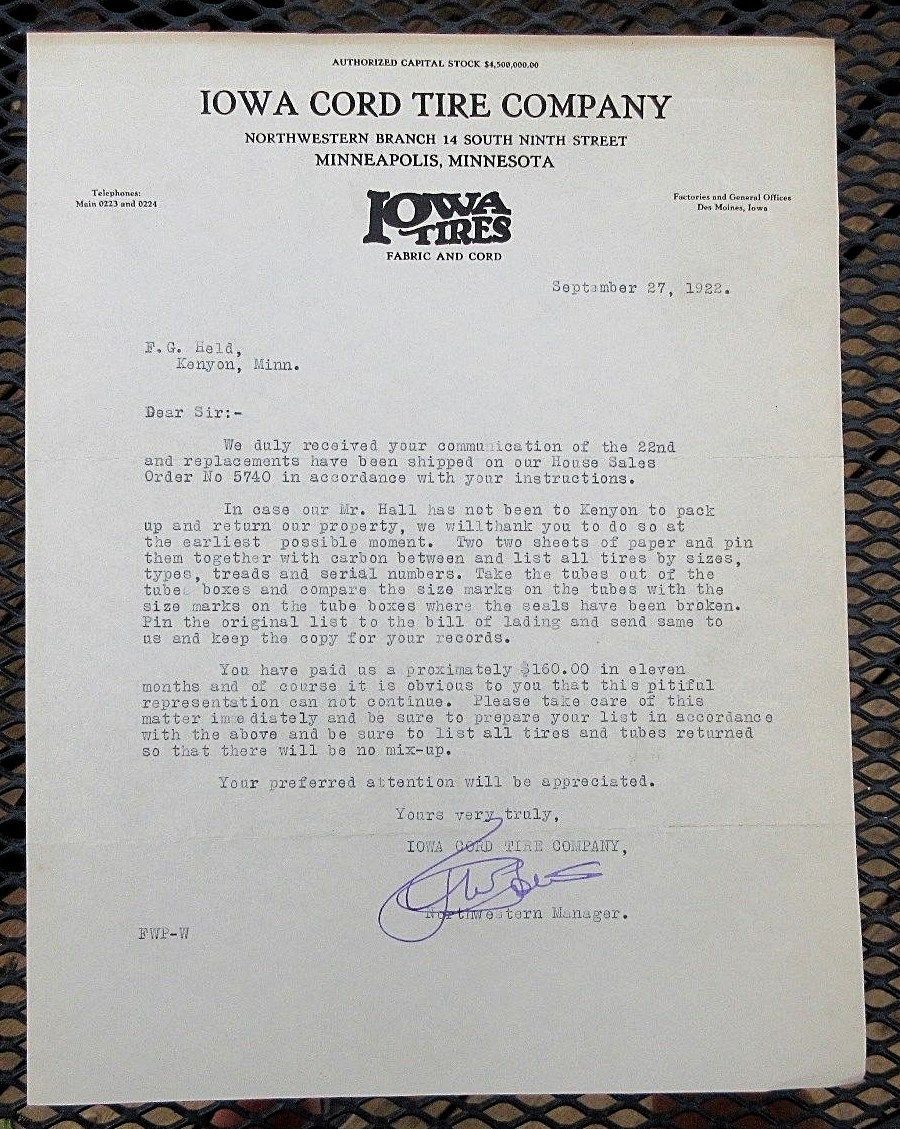 AUTHORIZED CAPITAL STOCK $4,500,000.00
IOWA CORD TIRE COMPANY
NORTHWESTERN BRANCH 14 SOUTH NINTH STREET
MINNEAPOLIS, MINNESOTA
Telephones:
Main 0223 and 0224
IOWA
TIRES
FABRIC AND CORD
Factories and General Offices
Des Moines, Iowa
September 27, 1922.
F.G. Held,
Kenyon, Minn.
Dear Sir:-
We duly received your communication of the 22nd
and replacements have been shipped on our House Sales
Order No 5740 in accordance with your instructions.
In case our Mr. Hall has not been to Kenyon to pack
up and return our property, we willthank you to do so at
the earliest possible moment. Two two sheets of paper and pin
them together with carbon between and list all tires by sizes,
types, treads and serial numbers. Take the tubes out of the
tubes boxes and compare the size marks on the tubes with the
size marks on the tube boxes where the seals have been broken.
Pin the original list to the bill of lading and send same to
us and keep the copy for your records.
You have paid us a proximately $160.00 in eleven
months and of course it is obvious to you that this pitiful
representation can not continue. Please take care of this
matter immediately and be sure to prepare your list in accordance
with the above and be sure to list all tires and tubes returned
so that there will be no mix-up.
Your preferred attention will be appreciated.
Yours very truly,
IOWA CORD TIRE COMPANY,
Northwestern Manager.
FWP-W